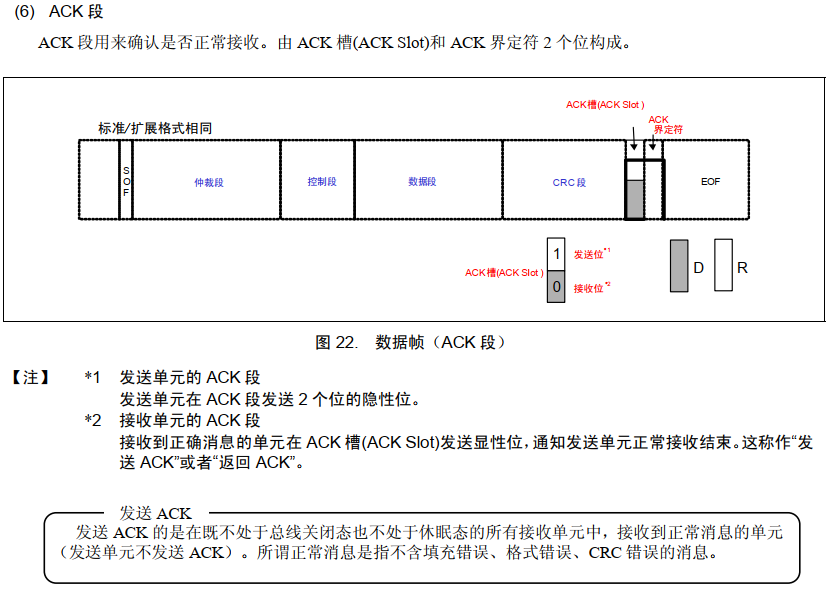 (6) ACK 段
ACK 段用来确认是否正常接收。由 ACK 槽(ACK Slot)和 ACK 界定符 2 个位构成。
ACK槽(ACK Slot )
ACK
界定符
标准/扩展格式相同
SOF
仲裁段
控制段
数据段
CRC 段
EOF
ACK槽(ACK Slot )
1
发送位*1
0
接收位*2
D
R
图 22. 数据帧（ACK 段）
【注】 *1 发送单元的 ACK 段
发送单元在 ACK 段发送 2 个位的隐性位。
*2 接收单元的 ACK 段
接收到正确消息的单元在 ACK 槽(ACK Slot)发送显性位，通知发送单元正常接收结束。这称作“发
送 ACK”或者“返回 ACK”。
发送 ACK
发送 ACK 的是在既不处于总线关闭态也不处于休眠态的所有接收单元中，接收到正常消息的单元
（发送单元不发送 ACK）。所谓正常消息是指不含填充错误、格式错误、CRC 错误的消息。